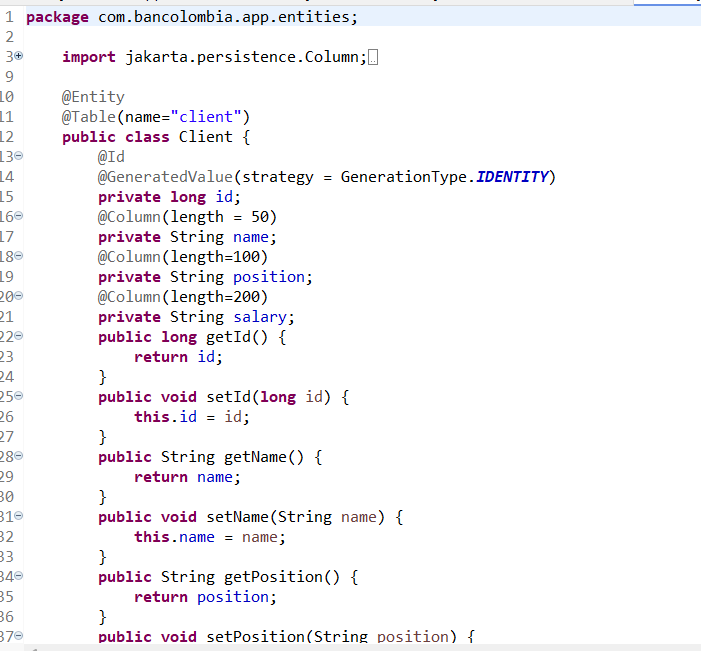 1 package com.bancolombia.app.entities;
2
3 import jakarta.persistence.Column;
9
10 @Entity
11 @Table(name="client")
12 public class Client {
13 @Id
14 @GeneratedValue(strategy = GenerationType.IDENTITY)
15 private long id;
16 @Column(length = 50)
17 private String name;
18 @Column(length=100)
19 private String position;
20 @Column(length=200)
21 private String salary;
22 public long getId() {
23 return id;
24 }
25 public void setId(long id) {
26 this.id = id;
27 }
28 public String getName() {
29 return name;
30 }
31 public void setName(String name) {
32 this.name = name;
33 }
34 public String getPosition() {
35 return position;
36 }
37 public void setPosition(String position) {